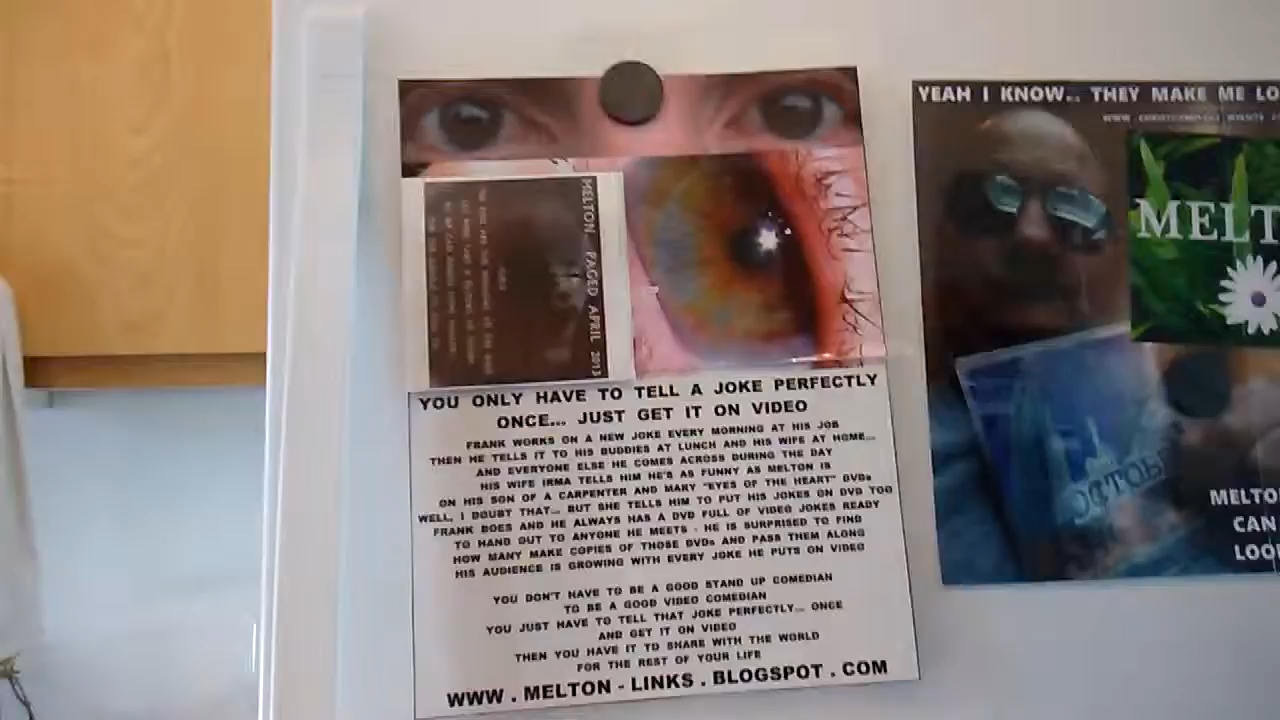 MELTON PAGED APRIL 2013
YOU ONLY HAVE TO TELL A JOKE PERFECTLY
ONCE... JUST GET IT ON VIDEO
FRANK WORKS ON A NEW JOKE EVERY MORNING AT HIS JOB
THEN HE TELLS IT TO HIS BUDDIES AT LUNCH AND HIS WIFE AT HOME...
AND EVERYONE ELSE HE COMES ACROSS DURING THE DAY
HIS WIFE IRMA TELLS HIM HE'S AS FUNNY AS MELTON IS
ON HIS SON OF A CARPENTER AND MARY "EYES OF THE HEART" DVDs
WELL, I DOUBT THAT... BUT SHE TELLS HIM TO PUT HIS JOKES ON DVD TOO
FRANK DOES AND HE ALWAYS HAS A DVD FULL OF VIDEO JOKES READY
TO HAND OUT TO ANYONE HE MEETS - HE IS SURPRISED TO FIND
HOW MANY MAKE COPIES OF THOSE DVDs AND PASS THEM ALONG
HIS AUDIENCE IS GROWING WITH EVERY JOKE HE PUTS ON VIDEO
YOU DON'T HAVE TO BE A GOOD STAND UP COMEDIAN
TO BE A GOOD VIDEO COMEDIAN
YOU JUST HAVE TO TELL THAT JOKE PERFECTLY... ONCE
AND GET IT ON VIDEO
THEN YOU HAVE IT TO SHARE WITH THE WORLD
FOR THE REST OF YOUR LIFE
WWW . MELTON - LINKS . BLOGSPOT . COM
YEAH I KNOW... THEY MAKE ME LO
MELT
OCTOBE
MELTO
CAN
LOO